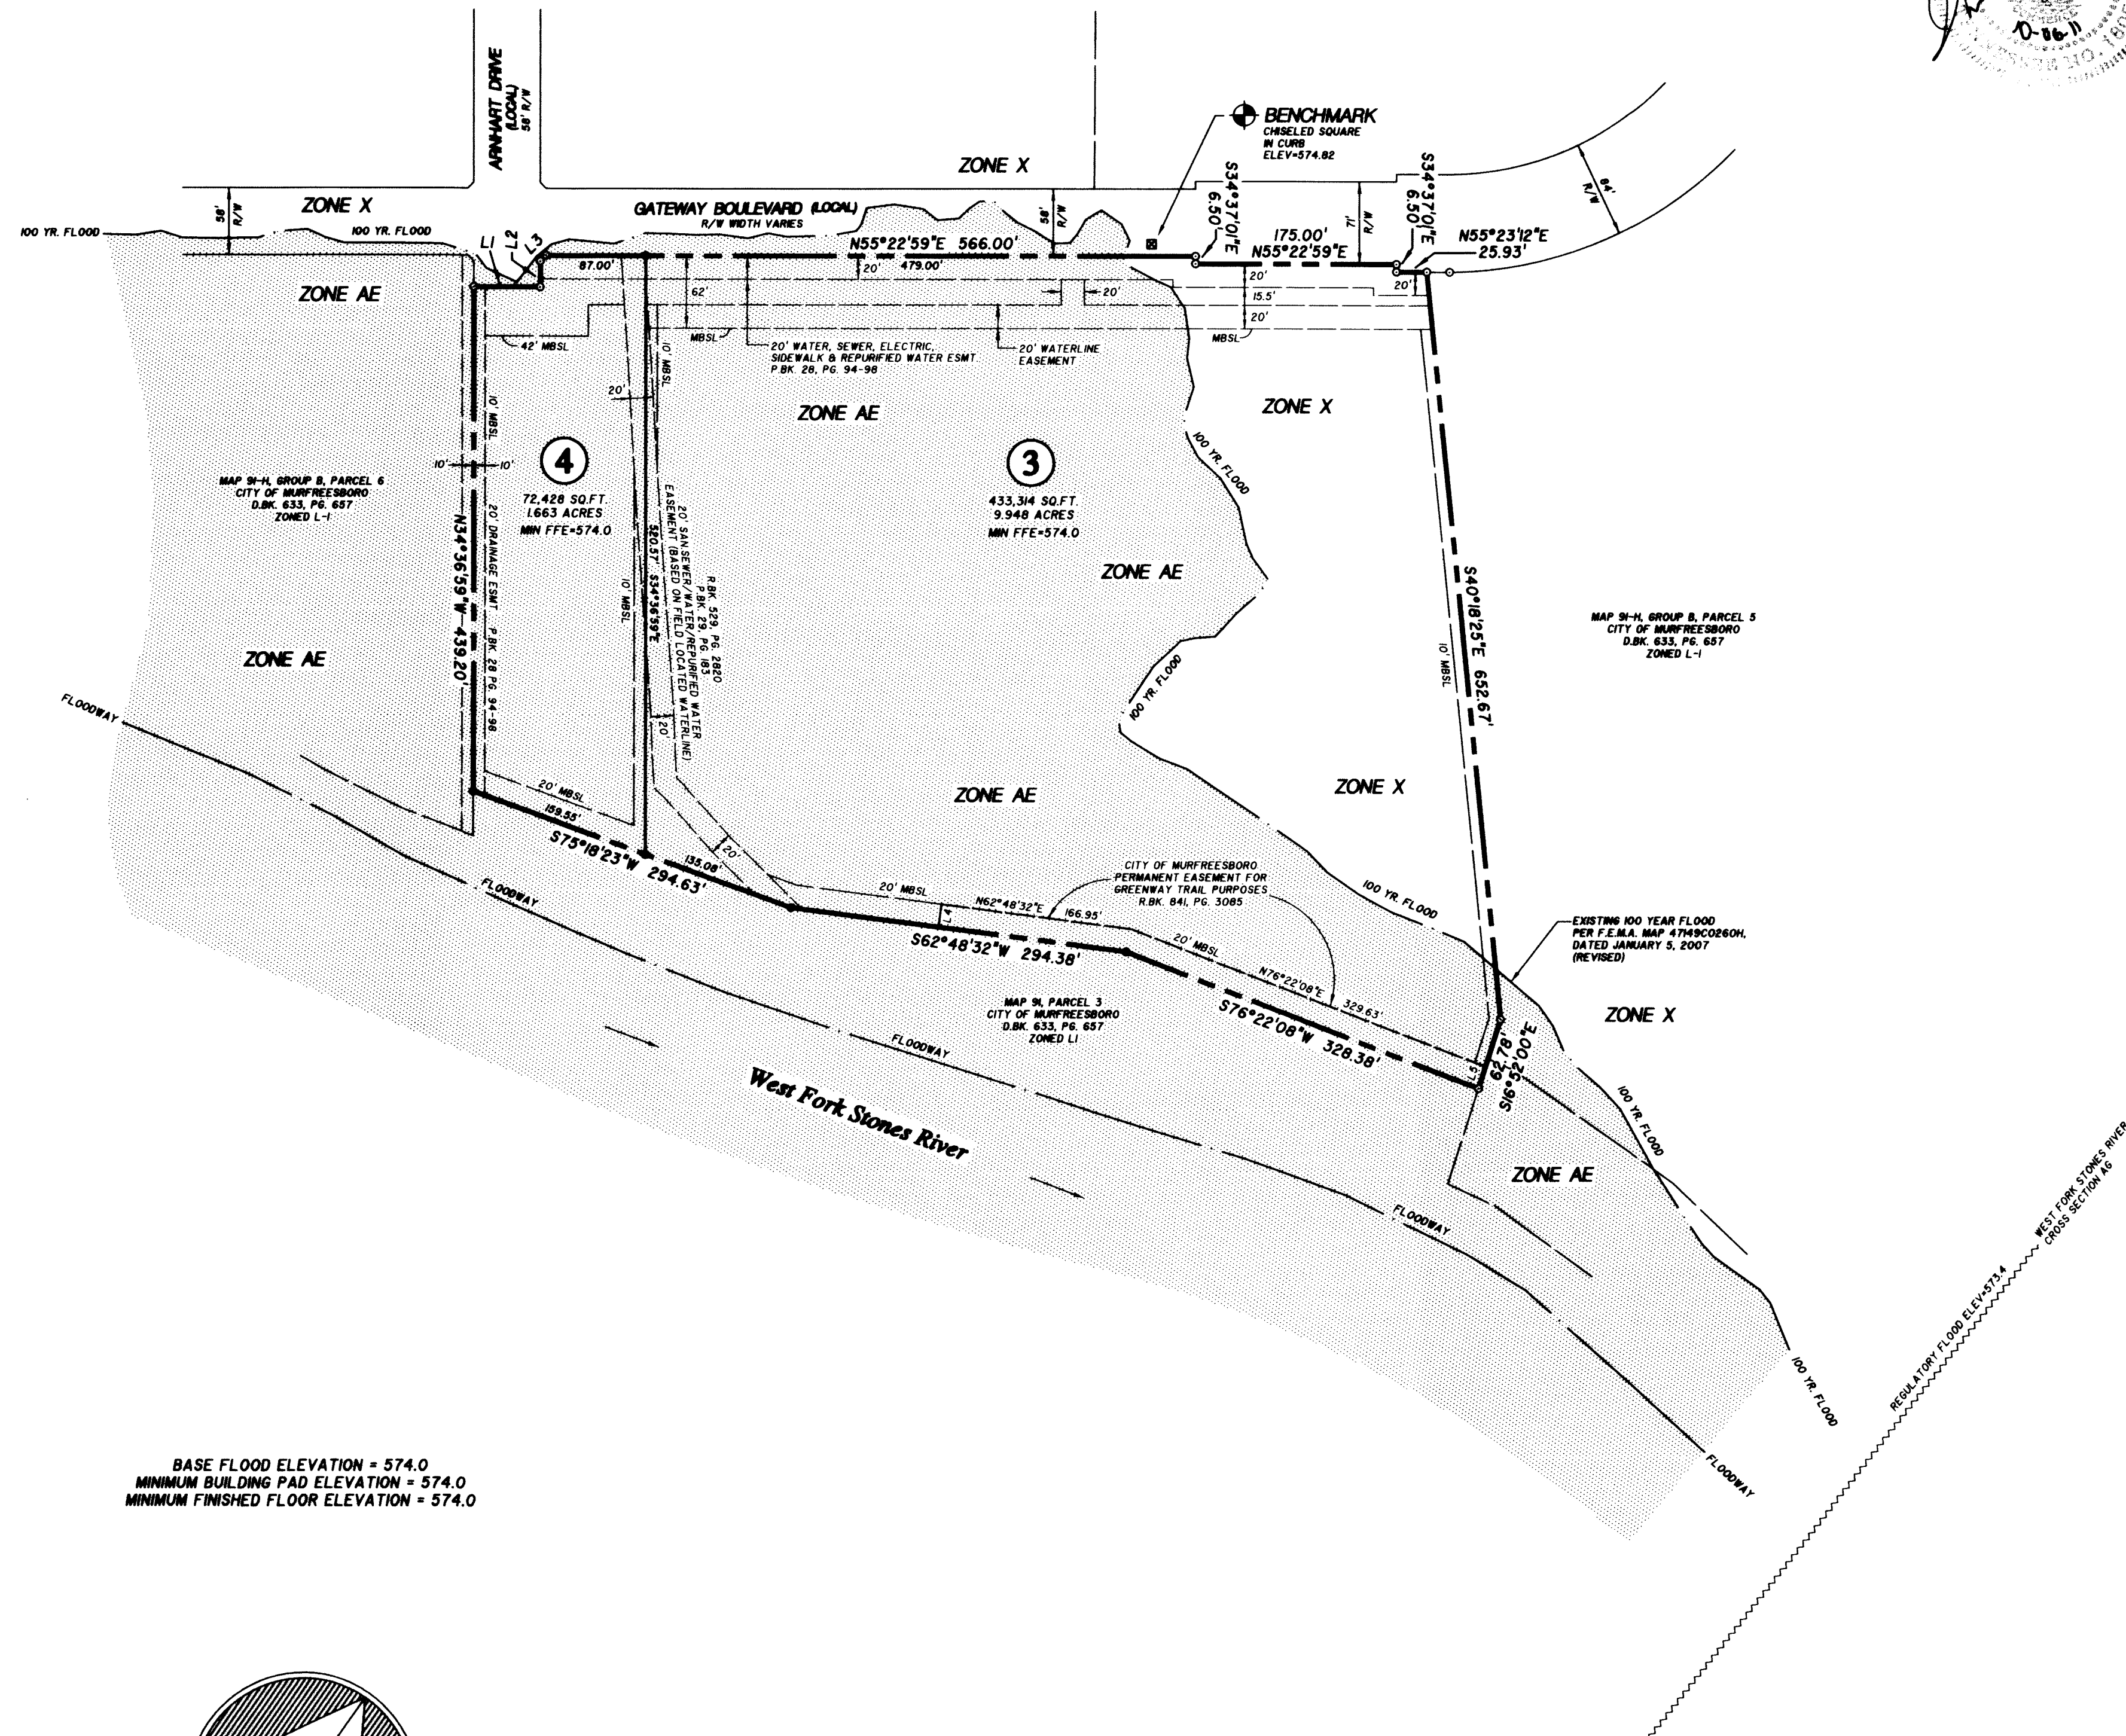 10-06-11
ARNHART DRIVE
(LOCAL)
58' R/W
BENCHMARK
CHISELED SQUARE
IN CURB
ELEV=574.82
ZONE X
ZONE X
58'
R/W
GATEWAY BOULEVARD (LOCAL)
R/W WIDTH VARIES
58'
R/W
S34°37'01"E
6.50'
71'
R/W
S34°37'01"E
6.50'
84'
R/W
100 YR. FLOOD
100 YR. FLOOD
L1
L2
L3
N55°22'59"E 566.00'
175.00'
N55°22'59"E
N55°23'12"E
25.93'
87.00'
479.00'
20'
20'
20'
62'
20'
15.5'
20'
ZONE AE
42' MBSL
MBSL
MBSL
10' MBSL
20' WATER, SEWER, ELECTRIC,
SIDEWALK & REPURIFIED WATER ESMT.
P.BK. 28, PG. 94-98
20' WATERLINE
EASEMENT
20'
ZONE AE
ZONE X
10' MBSL
100 YR. FLOOD
10'
10'
4
72,428 SQ.FT.
1.663 ACRES
MIN FFE=574.0
3
433,314 SQ.FT.
9.948 ACRES
MIN FFE=574.0
MAP 91-H, GROUP B, PARCEL 6
CITY OF MURFREESBORO
D.BK. 633, PG. 657
ZONED L-1
N34°36'59"W 439.20'
20' DRAINAGE ESMT. P.BK. 28 PG. 94-98
10' MBSL
520.57' S34°36'59"E
20' SAN.SEWER/WATER/REPURIFIED WATER
EASEMENT (BASED ON FIELD LOCATED WATERLINE)
P.BK. 29, PG. 183
R.BK. 529, PG. 2820
20'
ZONE AE
S40°18'25"E 652.67'
10' MBSL
MAP 91-H, GROUP B, PARCEL 5
CITY OF MURFREESBORO
D.BK. 633, PG. 657
ZONED L-1
ZONE AE
100 YR. FLOOD
FLOODWAY
ZONE AE
ZONE X
20' MBSL
159.55'
S75°18'23"W 294.63'
135.08'
20'
FLOODWAY
20' MBSL
L4
N62°48'32"E 166.95'
S62°48'32"W 294.38'
CITY OF MURFREESBORO
PERMANENT EASEMENT FOR
GREENWAY TRAIL PURPOSES
R.BK. 841, PG. 3085
100 YR. FLOOD
EXISTING 100 YEAR FLOOD
PER F.E.M.A. MAP 47149C0260H,
DATED JANUARY 5, 2007
(REVISED)
20' MBSL
N76°22'08"E 329.63'
S76°22'08"W 328.38'
L5
62.78'
S16°52'00"E
ZONE X
MAP 91, PARCEL 3
CITY OF MURFREESBORO
D.BK. 633, PG. 657
ZONED L1
FLOODWAY
West Fork Stones River
100 YR. FLOOD
ZONE AE
FLOODWAY
WEST FORK STONES RIVER
CROSS SECTION AG
REGULATORY FLOOD ELEV=573.4
100 YR. FLOOD
FLOODWAY
BASE FLOOD ELEVATION = 574.0
MINIMUM BUILDING PAD ELEVATION = 574.0
MINIMUM FINISHED FLOOR ELEVATION = 574.0